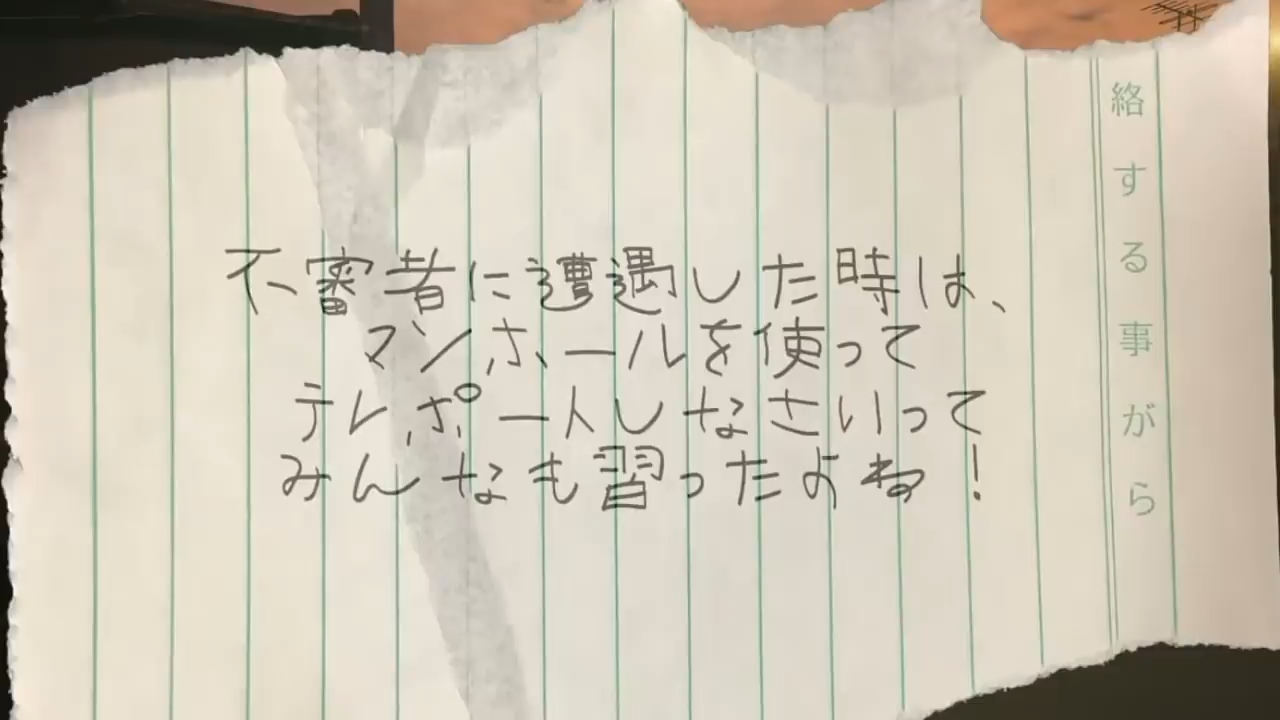 不審者に遭遇した時は、
マンホールを使って
テレポートしなさいって
みんなも習ったよね！
絡する事がら